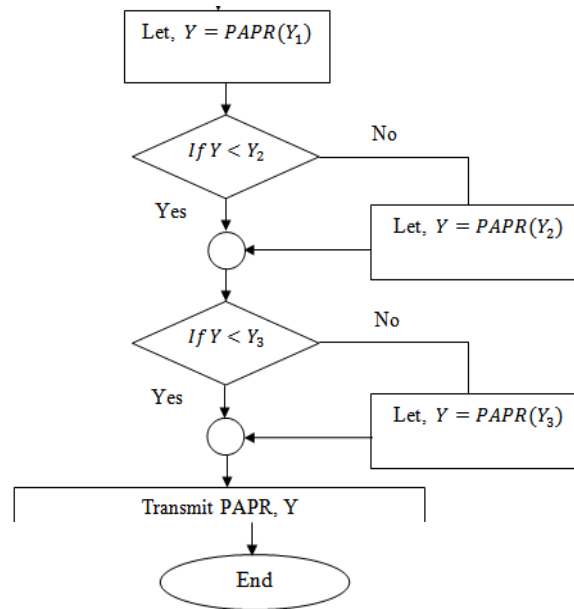 Let, Y = PAPR(Y₁)
If Y < Y₂
No
Yes
Let, Y = PAPR(Y₂)
If Y < Y₃
No
Yes
Let, Y = PAPR(Y₃)
Transmit PAPR, Y
End